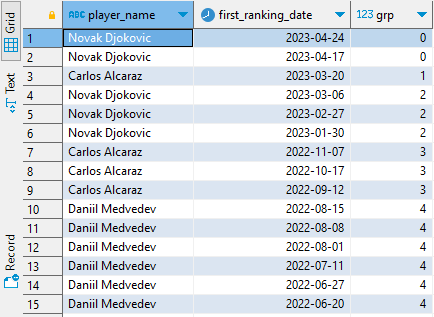 Grid
Text
Record
ABC player_name first_ranking_date 123 grp
1 Novak Djokovic 2023-04-24 0
2 Novak Djokovic 2023-04-17 0
3 Carlos Alcaraz 2023-03-20 1
4 Novak Djokovic 2023-03-06 2
5 Novak Djokovic 2023-02-27 2
6 Novak Djokovic 2023-01-30 2
7 Carlos Alcaraz 2022-11-07 3
8 Carlos Alcaraz 2022-10-17 3
9 Carlos Alcaraz 2022-09-12 3
10 Daniil Medvedev 2022-08-15 4
11 Daniil Medvedev 2022-08-08 4
12 Daniil Medvedev 2022-08-01 4
13 Daniil Medvedev 2022-07-11 4
14 Daniil Medvedev 2022-06-27 4
15 Daniil Medvedev 2022-06-20 4